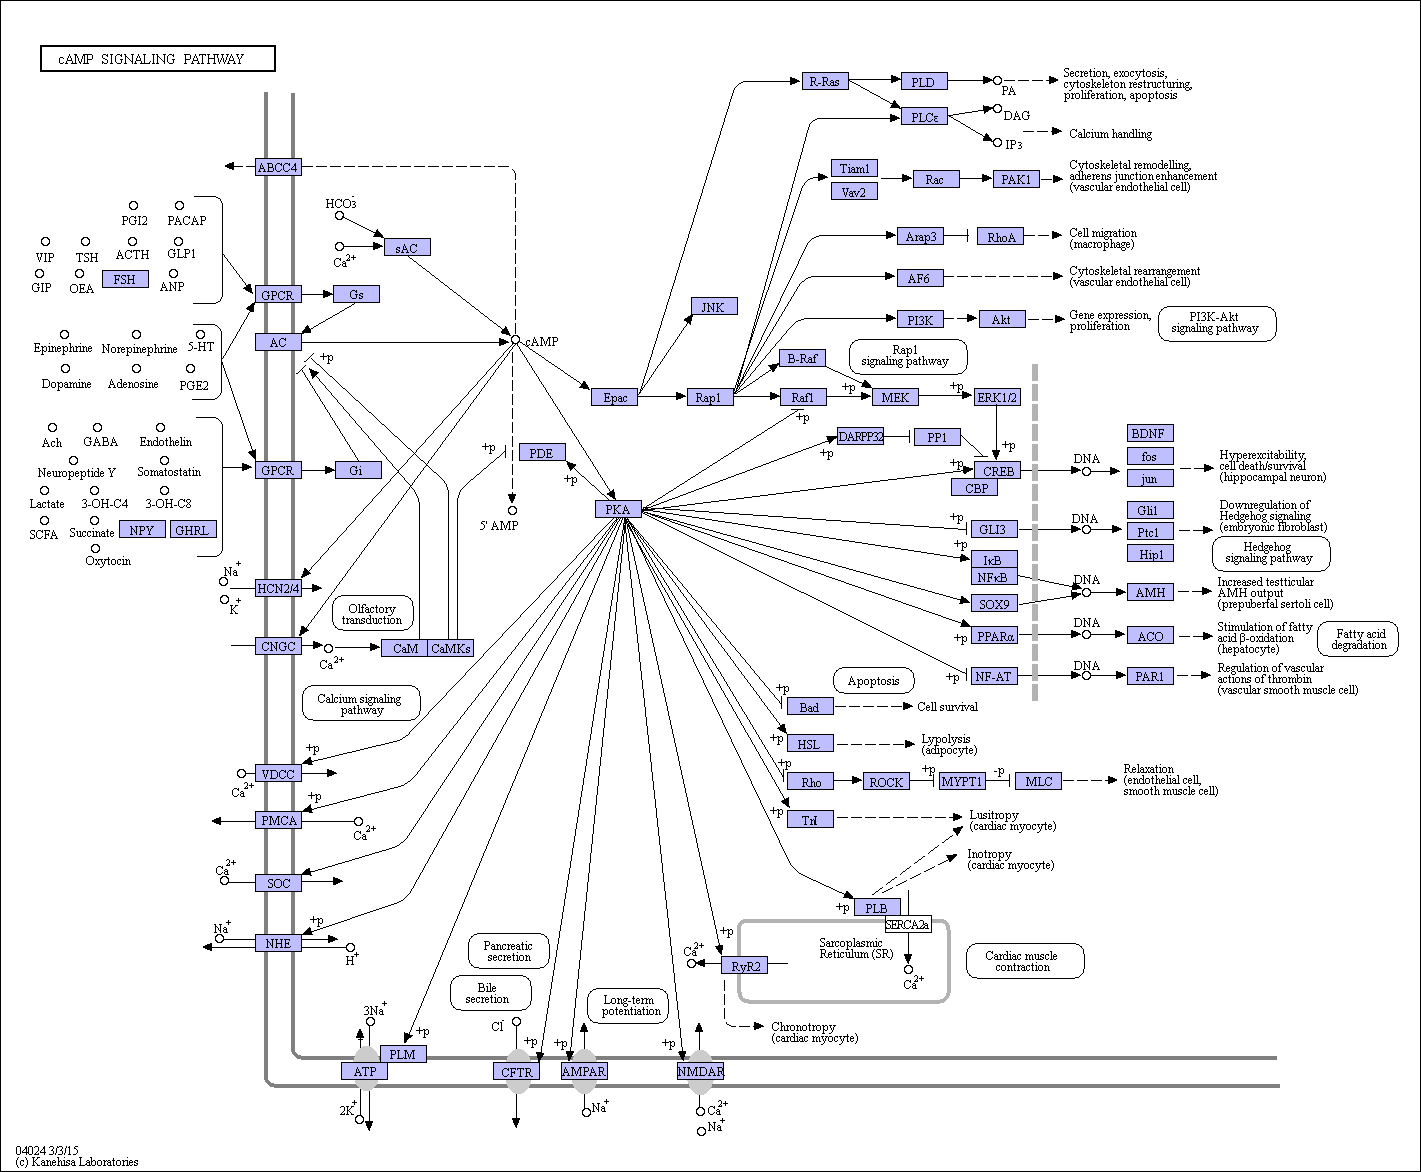 cAMP SIGNALING PATHWAY
R-Ras
PLD
PA
Secretion, exocytosis,
cytoskeleton restructuring,
proliferation, apoptosis
PLCε
DAG
IP3
Calcium handling
ABCC4
Tiam1
Vav2
Rac
PAK1
Cytoskeletal remodelling,
adherens junction enhancement
(vascular endothelial cell)
HCO3-
Ca2+
sAC
PGI2
PACAP
VIP
TSH
ACTH
GLP1
GIP
OEA
FSH
ANP
Arap3
RhoA
Cell migration
(macrophage)
AF6
Cytoskeletal rearrangement
(vascular endothelial cell)
GPCR
Gs
JNK
PI3K
Akt
Gene expression,
proliferation
PI3K-Akt
signaling pathway
Epinephrine
Norepinephrine
5-HT
Dopamine
Adenosine
PGE2
AC
+p
cAMP
B-Raf
Rap1
signaling pathway
Epac
Rap1
Raf1
+p
MEK
+p
ERK1/2
+p
Ach
GABA
Endothelin
Neuropeptide Y
Somatostatin
Lactate
3-OH-C4
3-OH-C8
SCFA
Succinate
NPY
GHRL
Oxytocin
GPCR
Gi
+p
PDE
+p
5' AMP
PKA
DARPP32
+p
PP1
+p
+p
CREB
CBP
DNA
BDNF
fos
jun
Hyperexcitability,
cell death/survival
(hippocampal neuron)
+p
GLI3
DNA
Gli1
Ptc1
Hip1
Downregulation of
Hedgehog signaling
(embryonic fibroblast)
Hedgehog
signaling pathway
+p
IκB
NFκB
SOX9
DNA
AMH
Increased testticular
AMH output
(prepuberfal sertoli cell)
+p
PPARα
DNA
ACO
Stimulation of fatty
acid β-oxidation
(hepatocyte)
Fatty acid
degradation
+p
NF-AT
DNA
PAR1
Regulation of vascular
actions of thrombin
(vascular smooth muscle cell)
Na+
K+
HCN2/4
Olfactory
transduction
CNGC
Ca2+
CaM
CaMKs
Calcium signaling
pathway
Apoptosis
+p
Bad
Cell survival
+p
HSL
Lypolysis
(adipocyte)
+p
Rho
ROCK
+p
MYPT1
-p
MLC
Relaxation
(endothelial cell,
smooth muscle cell)
+p
TnI
Lusitropy
(cardiac myocyte)
Inotropy
(cardiac myocyte)
+p
VDCC
Ca2+
+p
PMCA
Ca2+
Ca2+
SOC
+p
Na+
NHE
H+
+p
PLB
SERCA2a
Sarcoplasmic
Reticulum (SR)
Ca2+
+p
Ca2+
RyR2
Cardiac muscle
contraction
Chronotropy
(cardiac myocyte)
Pancreatic
secretion
Bile
secretion
Long-term
potentiation
3Na+
+p
PLM
ATP
2K+
Cl-
+p
CFTR
+p
AMPAR
Na+
+p
NMDAR
Ca2+
Na+
04024 3/3/15
(c) Kanehisa Laboratories